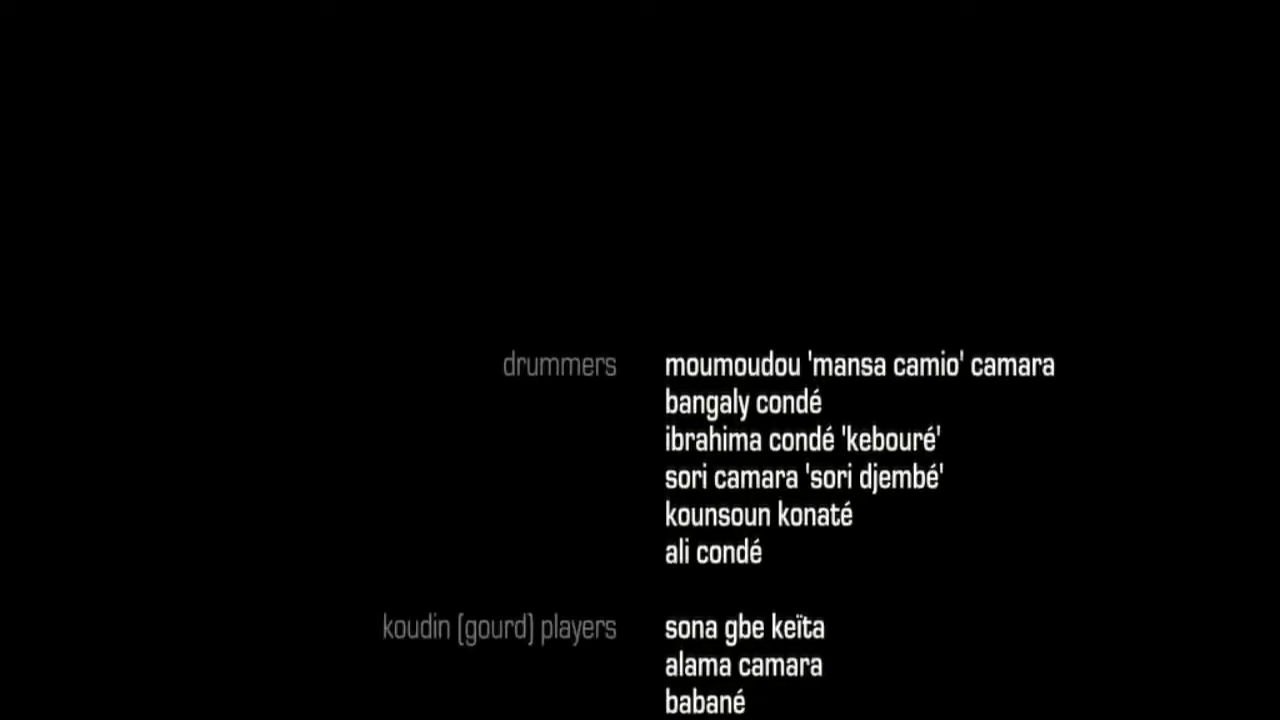 drummers moumoudou 'mansa camio' camara
bangaly condé
ibrahima condé 'kebouré'
sori camara 'sori djembé'
kounsoun konaté
ali condé
koudin (gourd) players sona gbe keïta
alama camara
babané